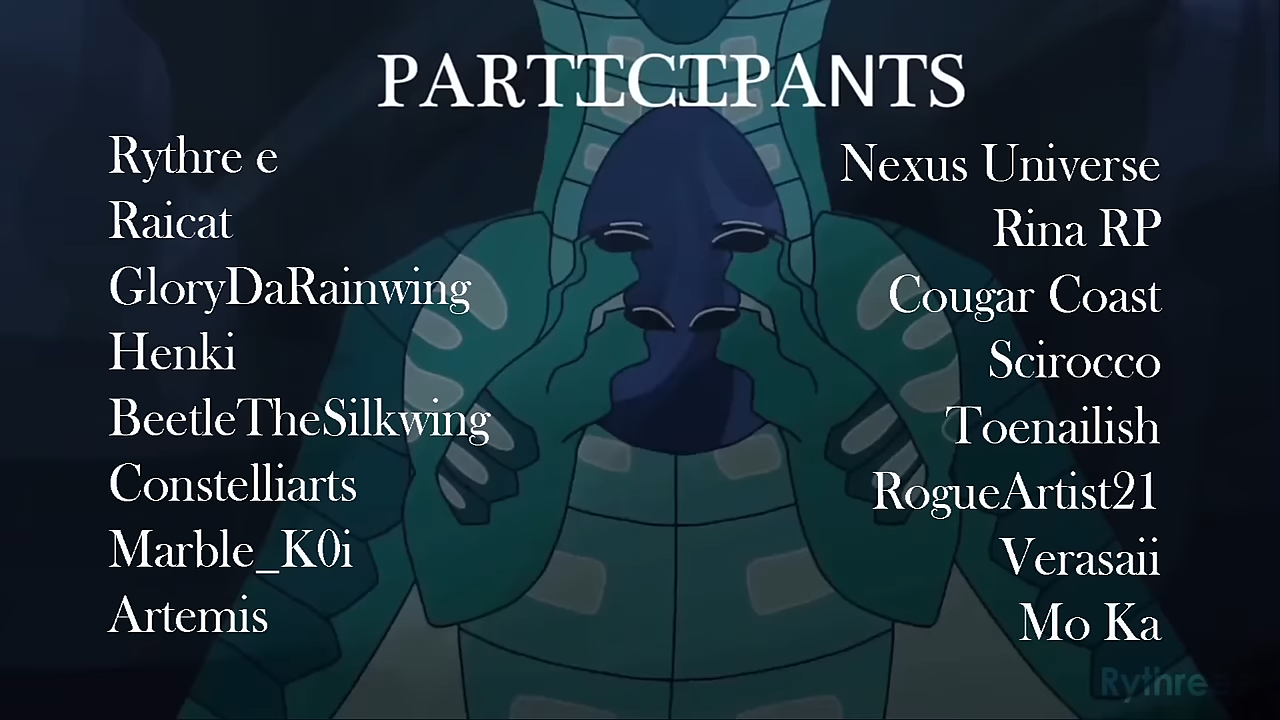 PARTICIPANTS
Rythre e
Raicat
GloryDaRainwing
Henki
BeetleTheSilkwing
Constelliarts
Marble_K0i
Artemis
Nexus Universe
Rina RP
Cougar Coast
Scirocco
Toenailish
RogueArtist21
Verasaii
Mo Ka
Rythree